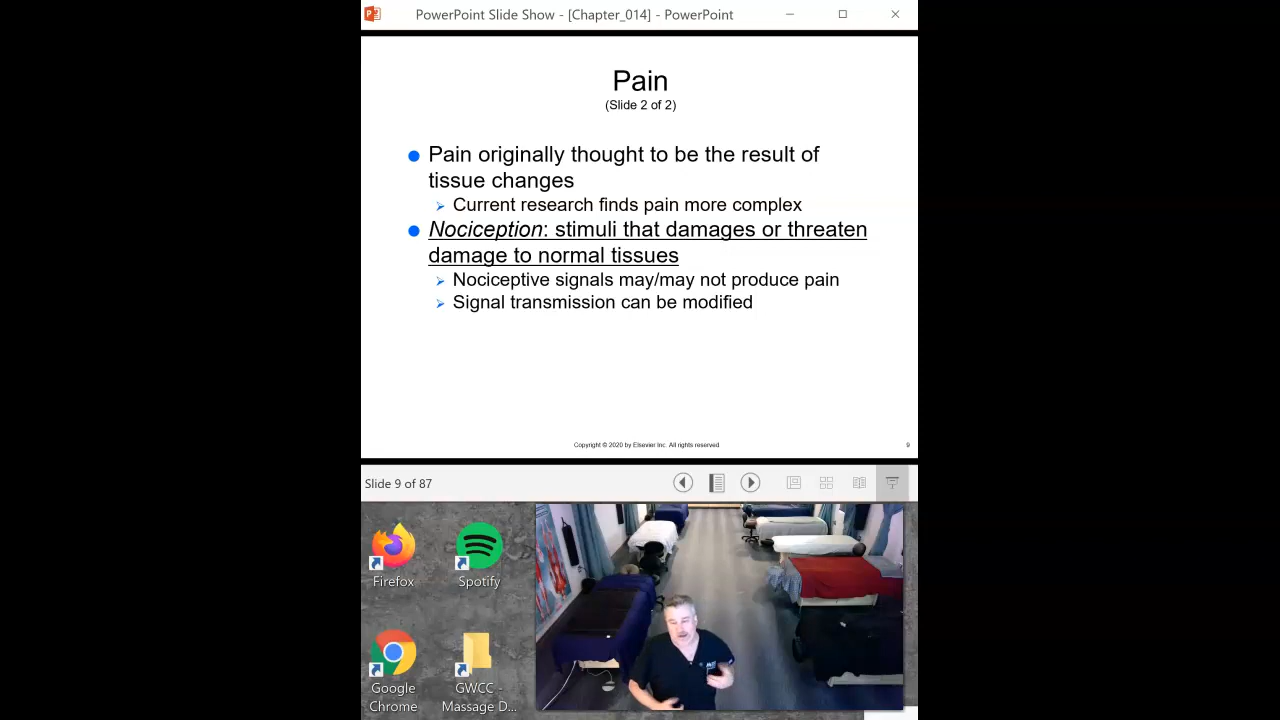 PowerPoint Slide Show - [Chapter_014] - PowerPoint
Pain
(Slide 2 of 2)
Pain originally thought to be the result of
tissue changes
Current research finds pain more complex
Nociception: stimuli that damages or threaten
damage to normal tissues
Nociceptive signals may/may not produce pain
Signal transmission can be modified
Copyright © 2020 by Elsevier Inc. All rights reserved.
9
Slide 9 of 87
Firefox
Spotify
Google
Chrome
GWCC -
Massage D...